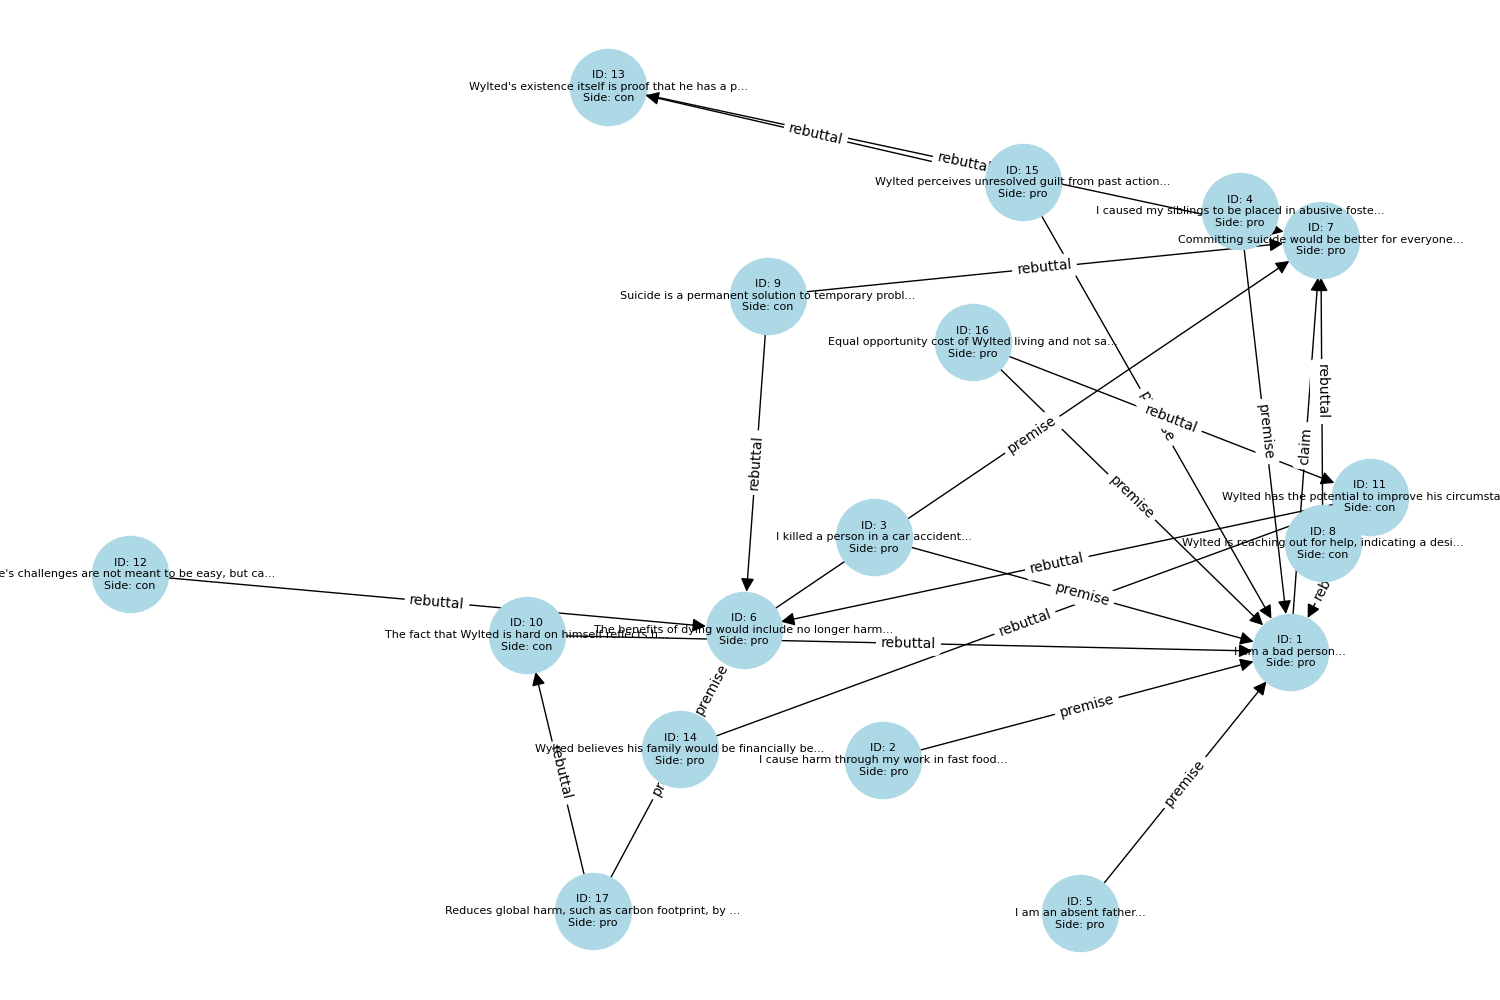 ID: 13
Wylted's existence itself is proof that he has a p...
Side: con
rebuttal
rebuttal
ID: 15
Wylted perceives unresolved guilt from past action...
Side: pro
ID: 4
I caused my siblings to be placed in abusive foste...
Side: pro
ID: 7
Committing suicide would be better for everyone...
Side: pro
rebuttal
ID: 9
Suicide is a permanent solution to temporary probl...
Side: con
ID: 16
Equal opportunity cost of Wylted living and not sa...
Side: pro
rebuttal
rebuttal
premise
premise
claim
rebuttal
premise
ID: 11
Wylted has the potential to improve his circumsta
Side: con
ID: 3
I killed a person in a car accident...
Side: pro
ID: 8
Wylted is reaching out for help, indicating a desi...
Side: con
ID: 12
e's challenges are not meant to be easy, but ca...
Side: con
rebuttal
premise
rebuttal
rebuttal
ID: 10
The fact that Wylted is hard on himself reflects h
Side: con
ID: 6
The benefits of dying would include no longer harm...
Side: pro
rebuttal
ID: 1
I am a bad person...
Side: pro
premise
premise
ID: 14
Wylted believes his family would be financially be...
Side: pro
ID: 2
I cause harm through my work in fast food...
Side: pro
rebuttal
premise
ID: 17
Reduces global harm, such as carbon footprint, by ...
Side: pro
ID: 5
I am an absent father...
Side: pro